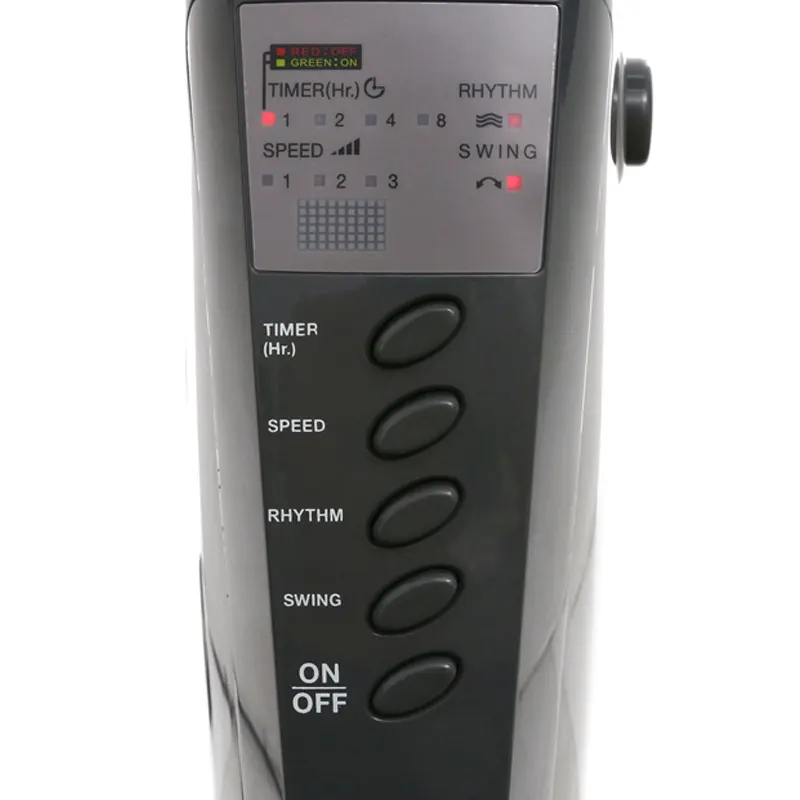 RED:OFF
GREEN:ON
TIMER(Hr.) RHYTHM
1 2 4 8
SPEED SWING
1 2 3
TIMER
(Hr.)
SPEED
RHYTHM
SWING
ON
OFF